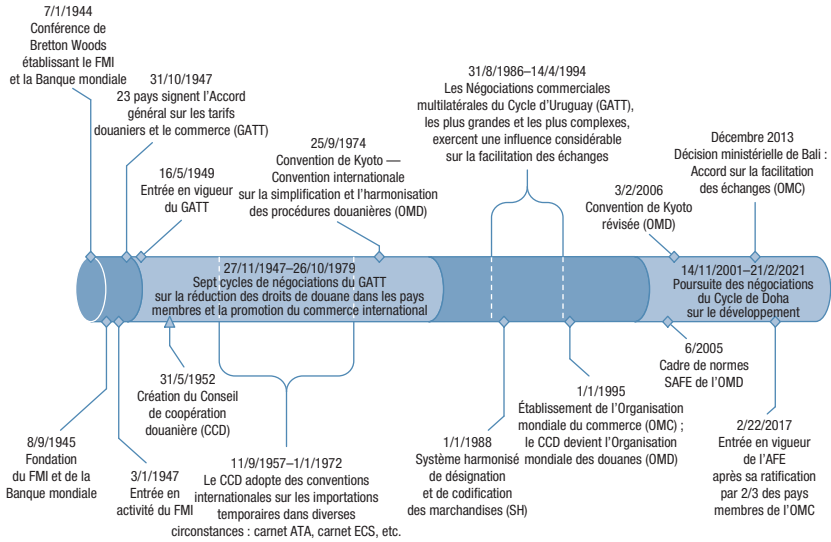 7/1/1944
Conférence de
Bretton Woods
établissant le FMI
et la Banque mondiale
31/10/1947
23 pays signent l'Accord
général sur les tarifs
douaniers et le commerce (GATT)
16/5/1949
Entrée en vigueur
du GATT
25/9/1974
Convention de Kyoto —
Convention internationale
sur la simplification et l'harmonisation
des procédures douanières (OMD)
31/8/1986–14/4/1994
Les Négociations commerciales
multilatérales du Cycle d'Uruguay (GATT),
les plus grandes et les plus complexes,
exercent une influence considérable
sur la facilitation des échanges
3/2/2006
Convention de Kyoto
révisée (OMD)
Décembre 2013
Décision ministérielle de Bali :
Accord sur la facilitation
des échanges (OMC)
27/11/1947–26/10/1979
Sept cycles de négociations du GATT
sur la réduction des droits de douane dans les pays
membres et la promotion du commerce international
14/11/2001–21/2/2021
Poursuite des négociations
du Cycle de Doha
sur le développement
8/9/1945
Fondation
du FMI et de la
Banque mondiale
3/1/1947
Entrée en
activité du FMI
31/5/1952
Création du Conseil
de coopération
douanière (CCD)
11/9/1957–1/1/1972
Le CCD adopte des conventions
internationales sur les importations
temporaires dans diverses
circonstances : carnet ATA, carnet ECS, etc.
1/1/1988
Système harmonisé
de désignation
et de codification
des marchandises (SH)
1/1/1995
Établissement de l'Organisation
mondiale du commerce (OMC) ;
le CCD devient l'Organisation
mondiale des douanes (OMD)
6/2005
Cadre de normes
SAFE de l'OMD
2/22/2017
Entrée en vigueur
de l'AFE
après sa ratification
par 2/3 des pays
membres de l'OMC